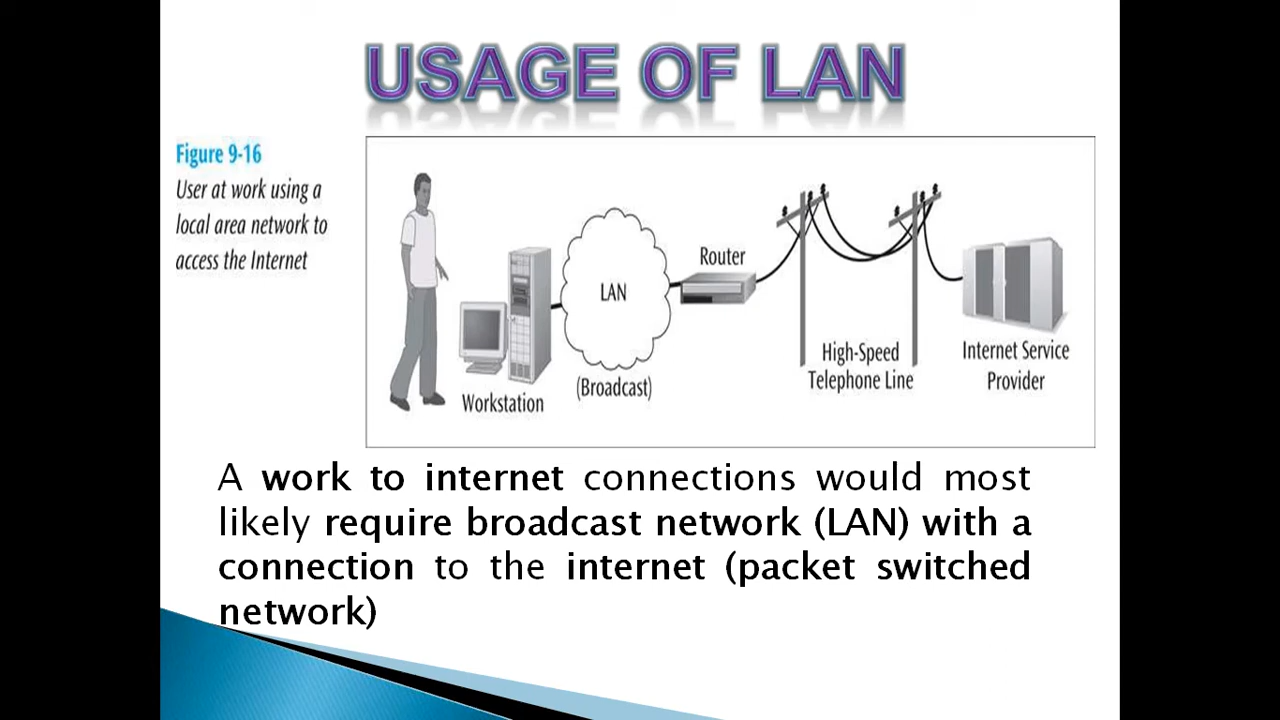 USAGE OF LAN
Figure 9-16
User at work using a
local area network to
access the Internet
Workstation
LAN
(Broadcast)
Router
High-Speed
Telephone Line
Internet Service
Provider
A work to internet connections would most
likely require broadcast network (LAN) with a
connection to the internet (packet switched
network)